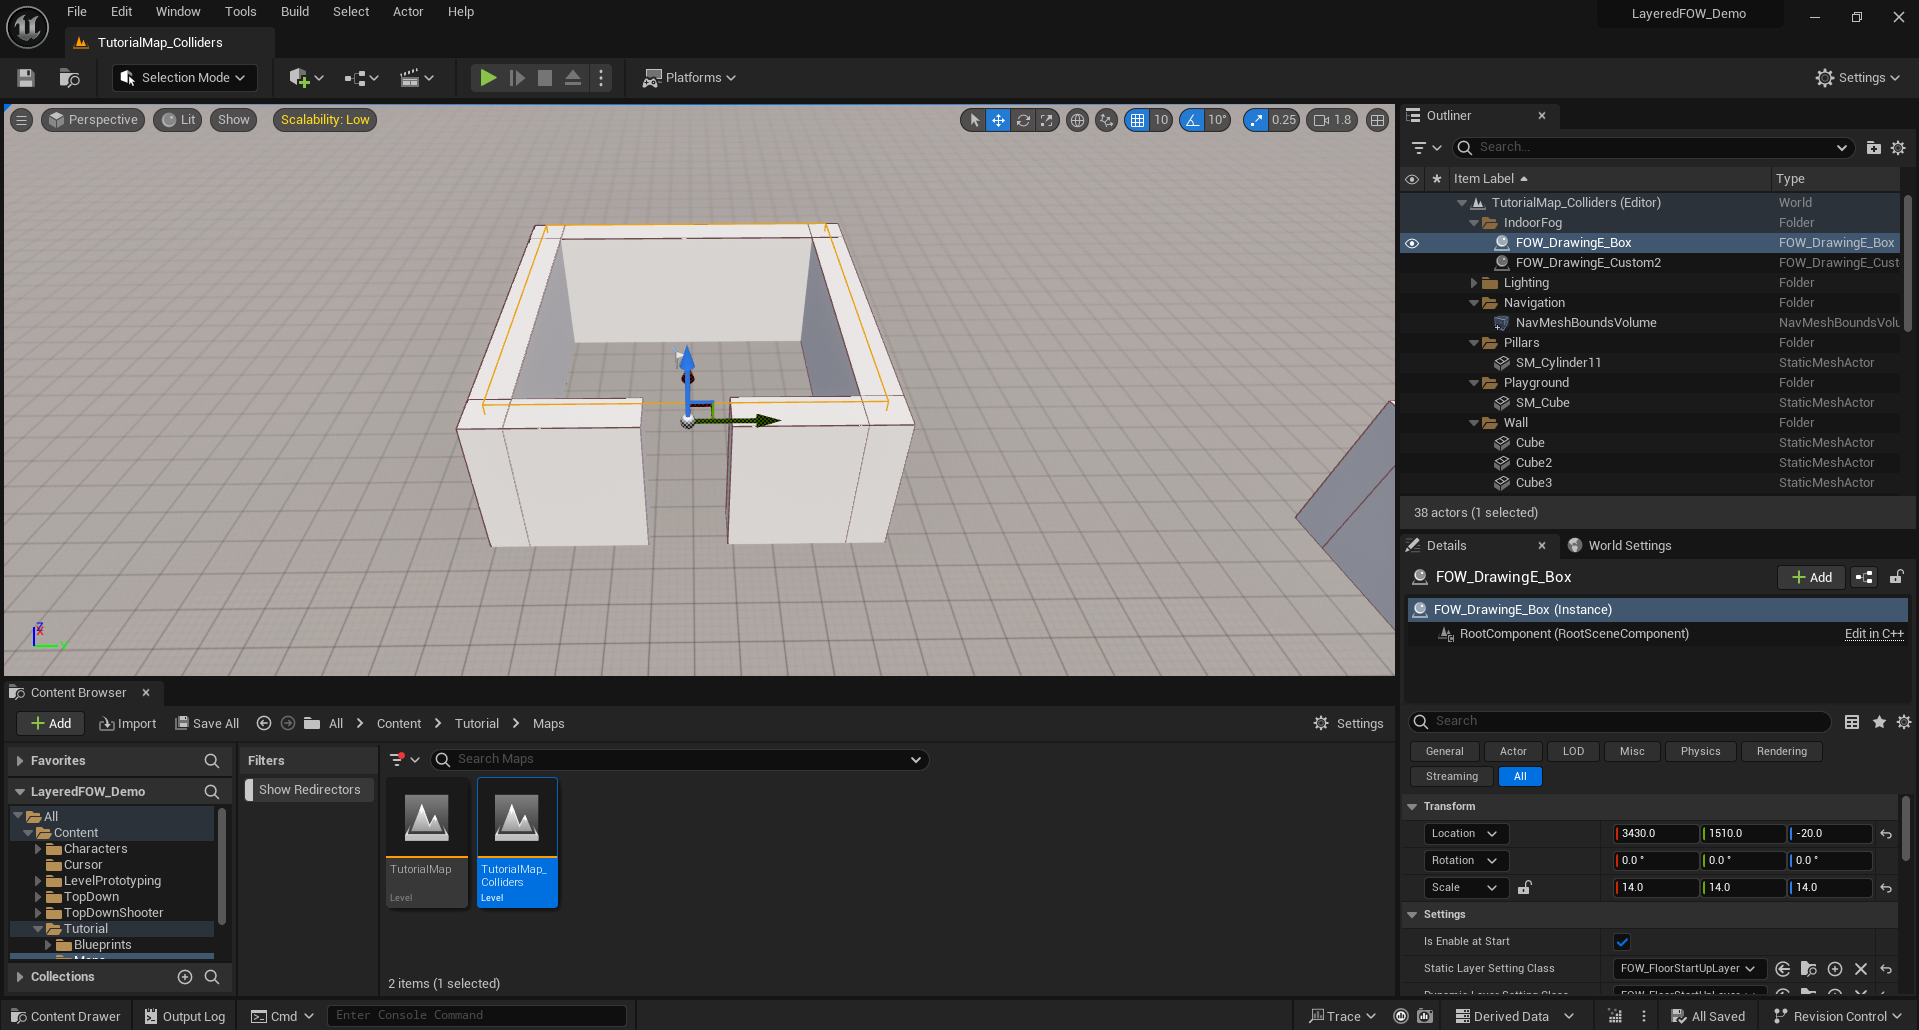 File Edit Window Tools Build Select Actor Help
LayeredFOW_Demo
TutorialMap_Colliders
Selection Mode
Platforms
Settings
Perspective Lit Show Scalability: Low
10 10° 0.25 1.8
Z
X
Y
Outliner
Search...
Item Label Type
TutorialMap_Colliders (Editor) World
IndoorFog Folder
FOW_DrawingE_Box FOW_DrawingE_Box
FOW_DrawingE_Custom2 FOW_DrawingE_Cust
Lighting Folder
Navigation Folder
NavMeshBoundsVolume NavMeshBoundsVolu
Pillars Folder
SM_Cylinder11 StaticMeshActor
Playground Folder
SM_Cube StaticMeshActor
Wall Folder
Cube StaticMeshActor
Cube2 StaticMeshActor
Cube3 StaticMeshActor
38 actors (1 selected)
Details World Settings
FOW_DrawingE_Box Add
FOW_DrawingE_Box (Instance)
RootComponent (RootSceneComponent) Edit in C++
Search
General Actor LOD Misc Physics Rendering
Streaming All
Transform
Location 3430.0 1510.0 -20.0
Rotation 0.0 ° 0.0 ° 0.0 °
Scale 14.0 14.0 14.0
Settings
Is Enable at Start
Static Layer Setting Class FOW_FloorStartUpLayer
Dynamic Layer Setting Class FOW_FloorStartUpLayer
Content Browser
Add Import Save All All Content Tutorial Maps Settings
Favorites
LayeredFOW_Demo
All
Content
Characters
Cursor
LevelPrototyping
TopDown
TopDownShooter
Tutorial
Blueprints
Maps
Collections
Filters
Show Redirectors
Search Maps
TutorialMap
Level
TutorialMap_
Colliders
Level
2 items (1 selected)
Content Drawer Output Log Cmd Enter Console Command Trace Derived Data All Saved Revision Control